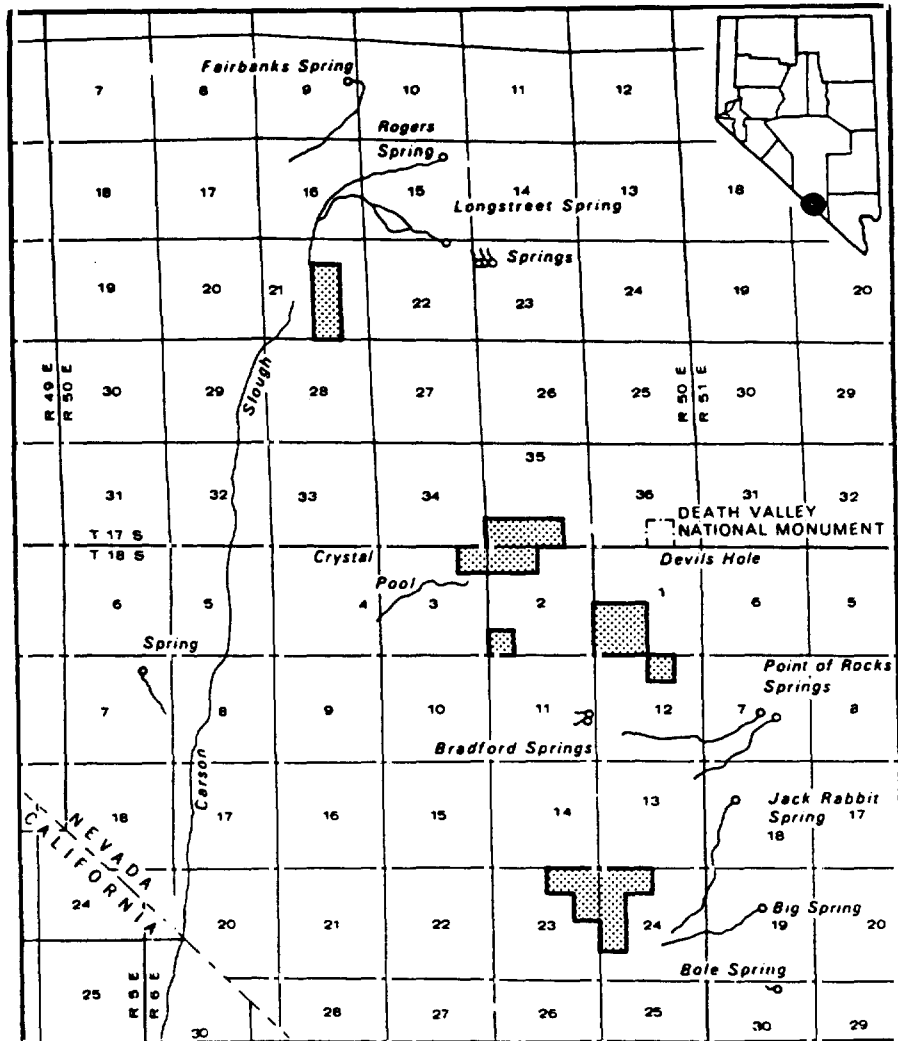 Fairbanks Spring
7 8 9 10 11 12
Rogers
Spring
18 17 16 15 14 13 18
Longstreet Spring
Springs
19 20 21 22 23 24 19 20
R 49 E
R 50 E
30 29 28 27 26 25 30 29
R 50 E
R 51 E
Slough
35
31 32 33 34 36 31 32
DEATH VALLEY
NATIONAL MONUMENT
T 17 S
T 18 S
Crystal
Pool
Devils Hole
6 5 4 3 2 1 6 5
Spring
Point of Rocks
Springs
7 8 9 10 11 12 7 8
Bradford Springs
Carson
18 17 16 15 14 13
Jack Rabbit
Spring
18 17
NEVADA
CALIFORNIA
24 20 21 22 23 24 19 20
Big Spring
Bole Spring
25
R 5 E
R 6 E
30 28 27 26 25 30 29